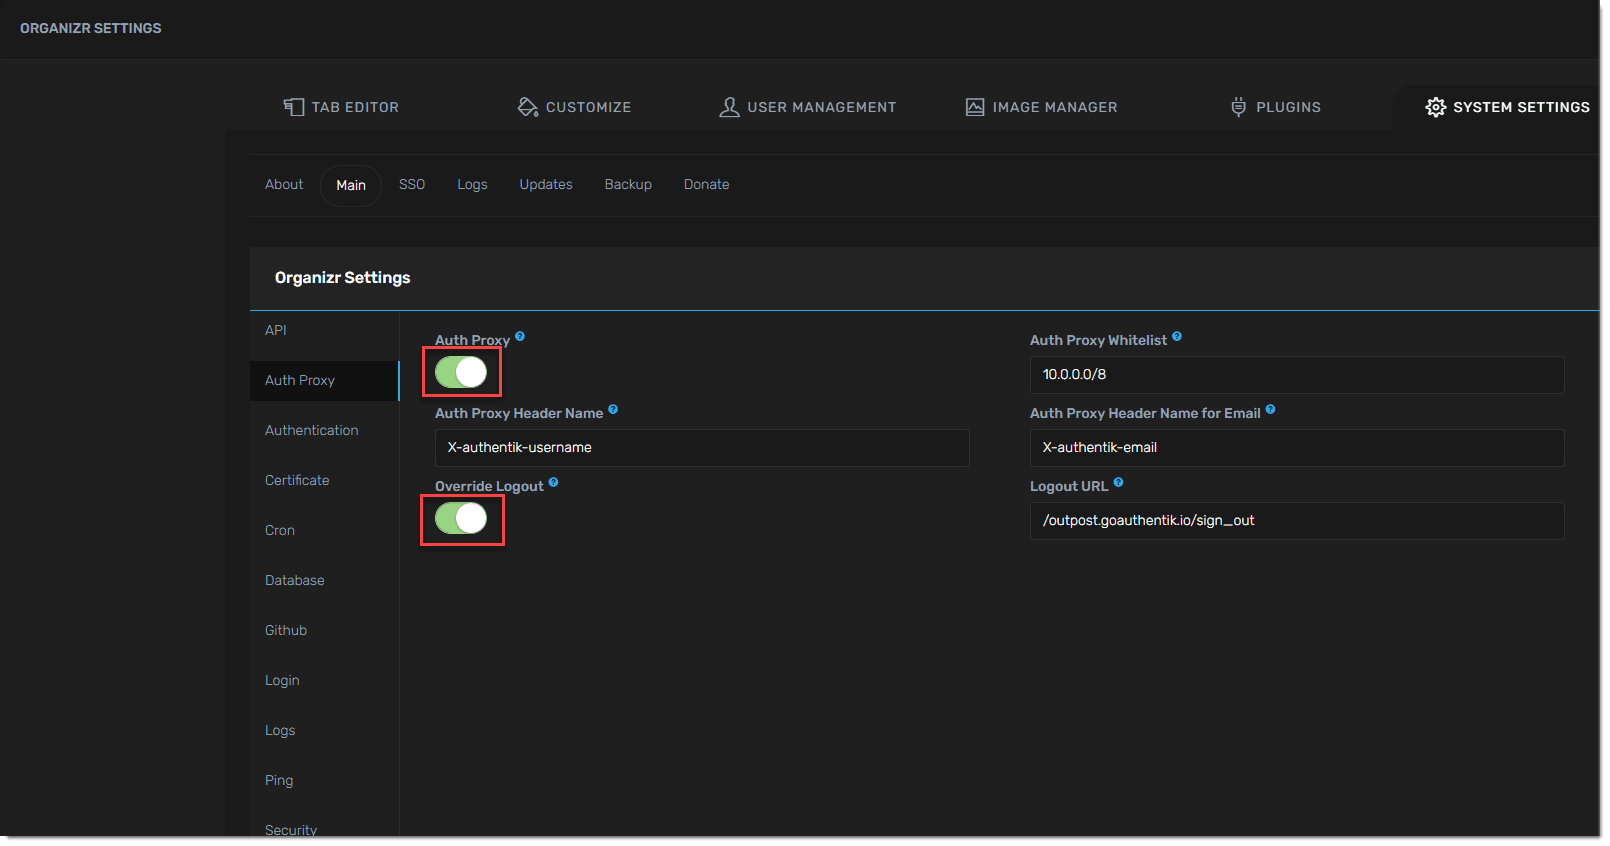 ORGANIZR SETTINGS
TAB EDITOR CUSTOMIZE USER MANAGEMENT IMAGE MANAGER PLUGINS SYSTEM SETTINGS
About Main SSO Logs Updates Backup Donate
Organizr Settings
API
Auth Proxy
Authentication
Certificate
Cron
Database
Github
Login
Logs
Ping
Security
Auth Proxy ?
Auth Proxy Whitelist ?
10.0.0.0/8
Auth Proxy Header Name ?
X-authentik-username
Auth Proxy Header Name for Email ?
X-authentik-email
Override Logout ?
Logout URL ?
/outpost.goauthentik.io/sign_out